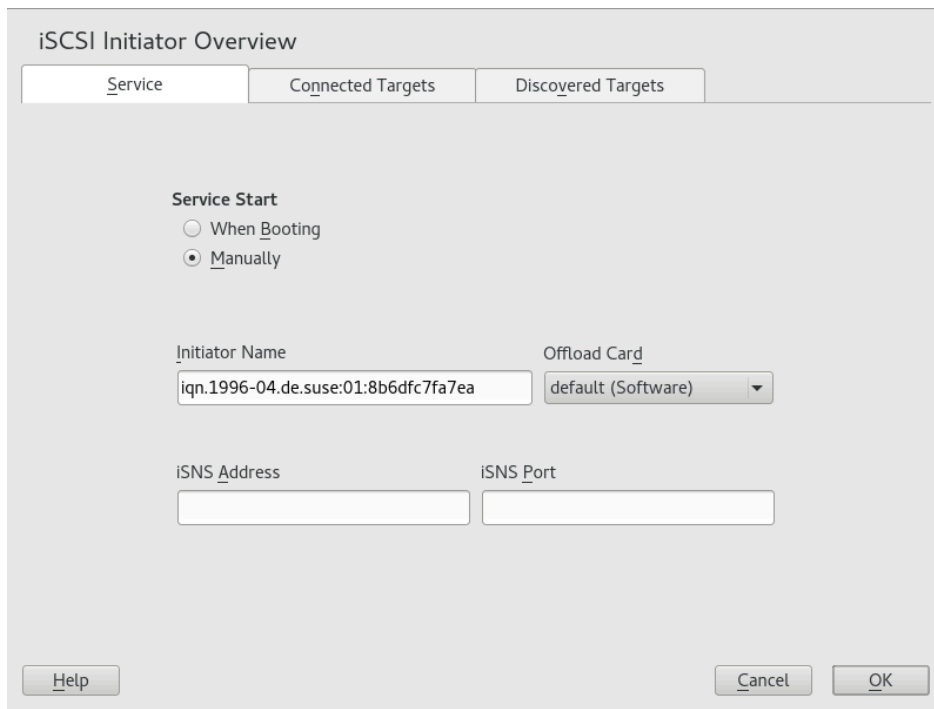 iSCSI Initiator Overview
Service Connected Targets Discovered Targets
Service Start
When Booting
Manually
Initiator Name Offload Card
iqn.1996-04.de.suse:01:8b6dfc7fa7ea default (Software)
iSNS Address iSNS Port
Help Cancel OK